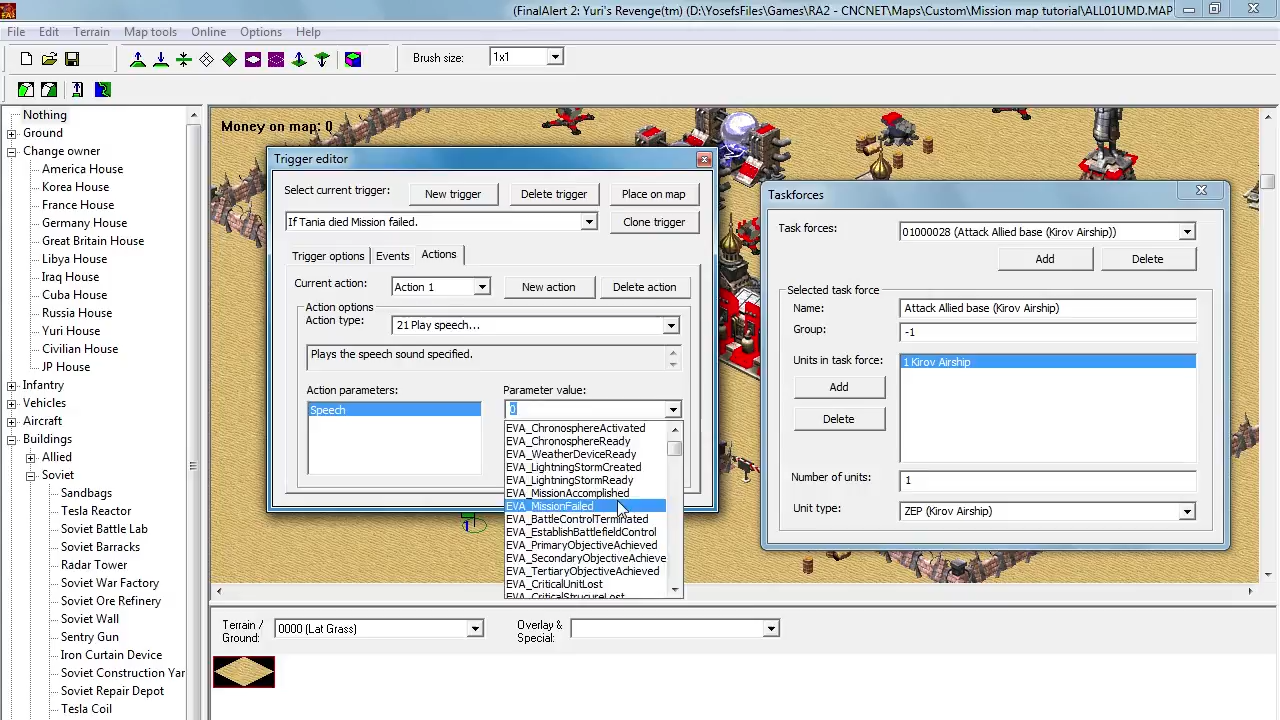 (FinalAlert 2: Yuri's Revenge(tm) (D:\YosefsFiles\Games\RA2 - CNCNET\Maps\Custom\Mission map tutorial\ALL01UMD.MAP
File Edit Terrain Map tools Online Options Help
Brush size: 1x1
Nothing
Ground
Change owner
America House
Korea House
France House
Germany House
Great Britain House
Libya House
Iraq House
Cuba House
Russia House
Yuri House
Civilian House
JP House
Infantry
Vehicles
Aircraft
Buildings
Allied
Soviet
Sandbags
Tesla Reactor
Soviet Battle Lab
Soviet Barracks
Radar Tower
Soviet War Factory
Soviet Ore Refinery
Soviet Wall
Sentry Gun
Iron Curtain Device
Soviet Construction Yar
Soviet Repair Depot
Tesla Coil
Money on map: 0
Trigger editor
Select current trigger: New trigger Delete trigger Place on map
If Tania died Mission failed. Clone trigger
Trigger options Events Actions
Current action: Action 1 New action Delete action
Action options
Action type: 21 Play speech...
Plays the speech sound specified.
Action parameters: Parameter value:
Speech 0
EVA_ChronosphereActivated
EVA_ChronosphereReady
EVA_WeatherDeviceReady
EVA_LightningStormCreated
EVA_LightningStormReady
EVA_MissionAccomplished
EVA_MissionFailed
EVA_BattleControlTerminated
EVA_EstablishBattlefieldControl
EVA_PrimaryObjectiveAchieved
EVA_SecondaryObjectiveAchieve
EVA_TertiaryObjectiveAchieved
EVA_CriticalUnitLost
EVA_CriticalStrucureLost
1
Taskforces
Task forces: 01000028 (Attack Allied base (Kirov Airship))
Add Delete
Selected task force
Name: Attack Allied base (Kirov Airship)
Group: -1
Units in task force: 1 Kirov Airship
Add
Delete
Number of units: 1
Unit type: ZEP (Kirov Airship)
Terrain / Ground: 0000 (Lat Grass) Overlay & Special: